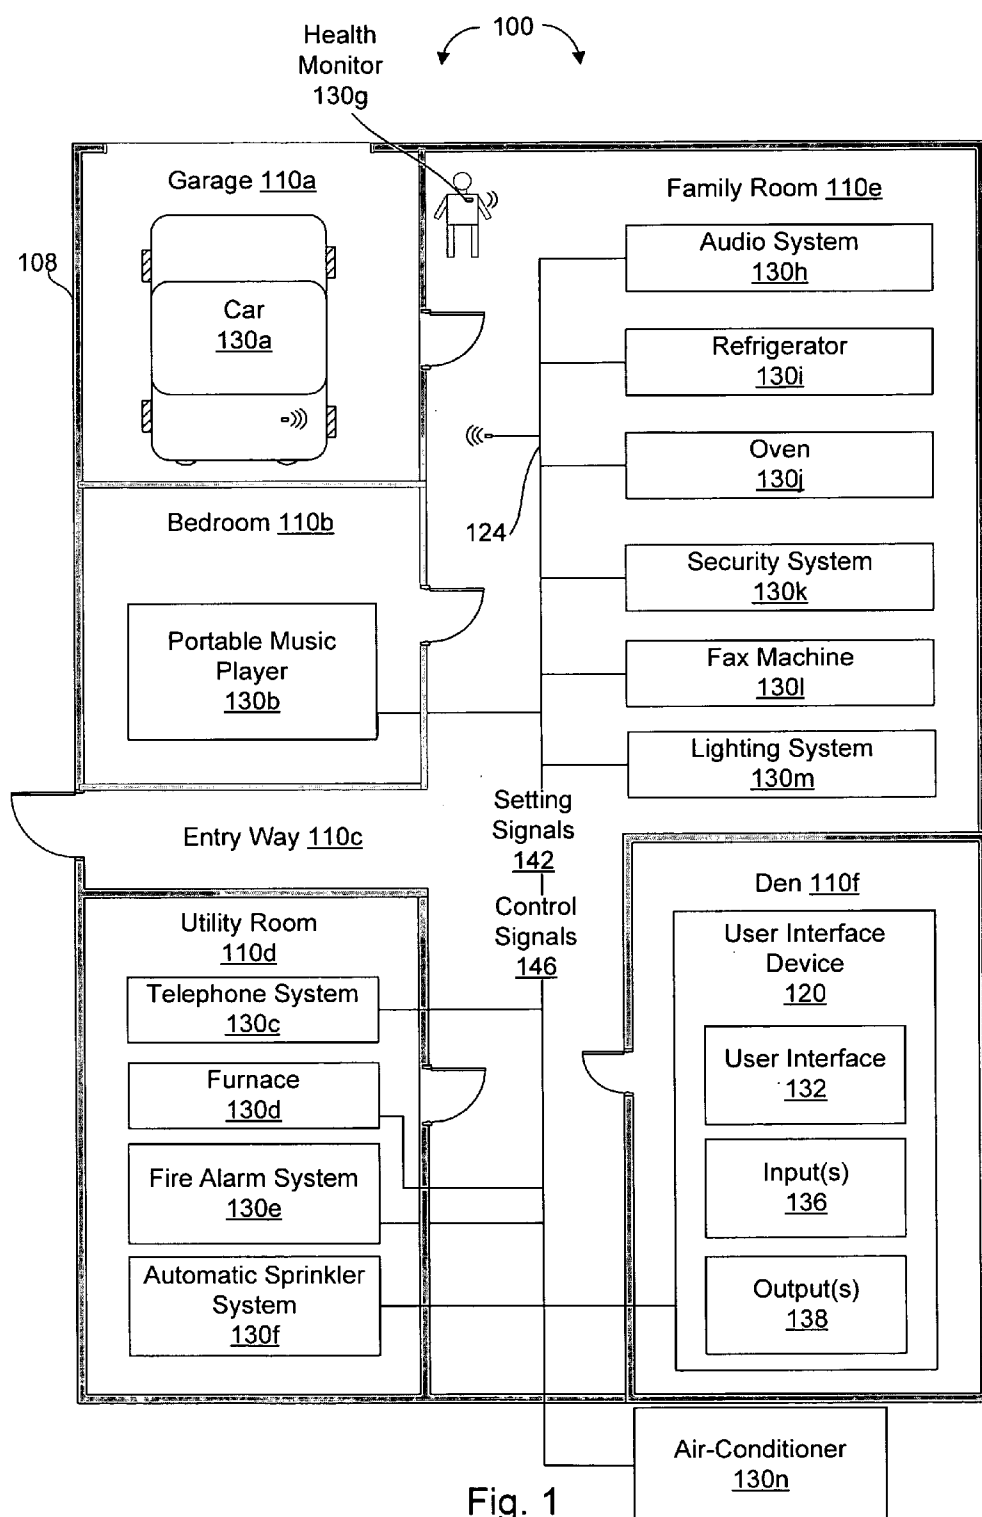 100
Health
Monitor
130g
Garage 110a
Family Room 110e
Audio System
130h
108
Car
130a
Refrigerator
130i
Oven
130j
124
Bedroom 110b
Security System
130k
Portable Music
Player
130b
Fax Machine
130l
Lighting System
130m
Setting
Signals
142
Entry Way 110c
Control
Signals
146
Den 110f
Utility Room
110d
User Interface
Device
120
Telephone System
130c
User Interface
132
Furnace
130d
Fire Alarm System
130e
Input(s)
136
Automatic Sprinkler
System
130f
Output(s)
138
Air-Conditioner
130n
Fig. 1